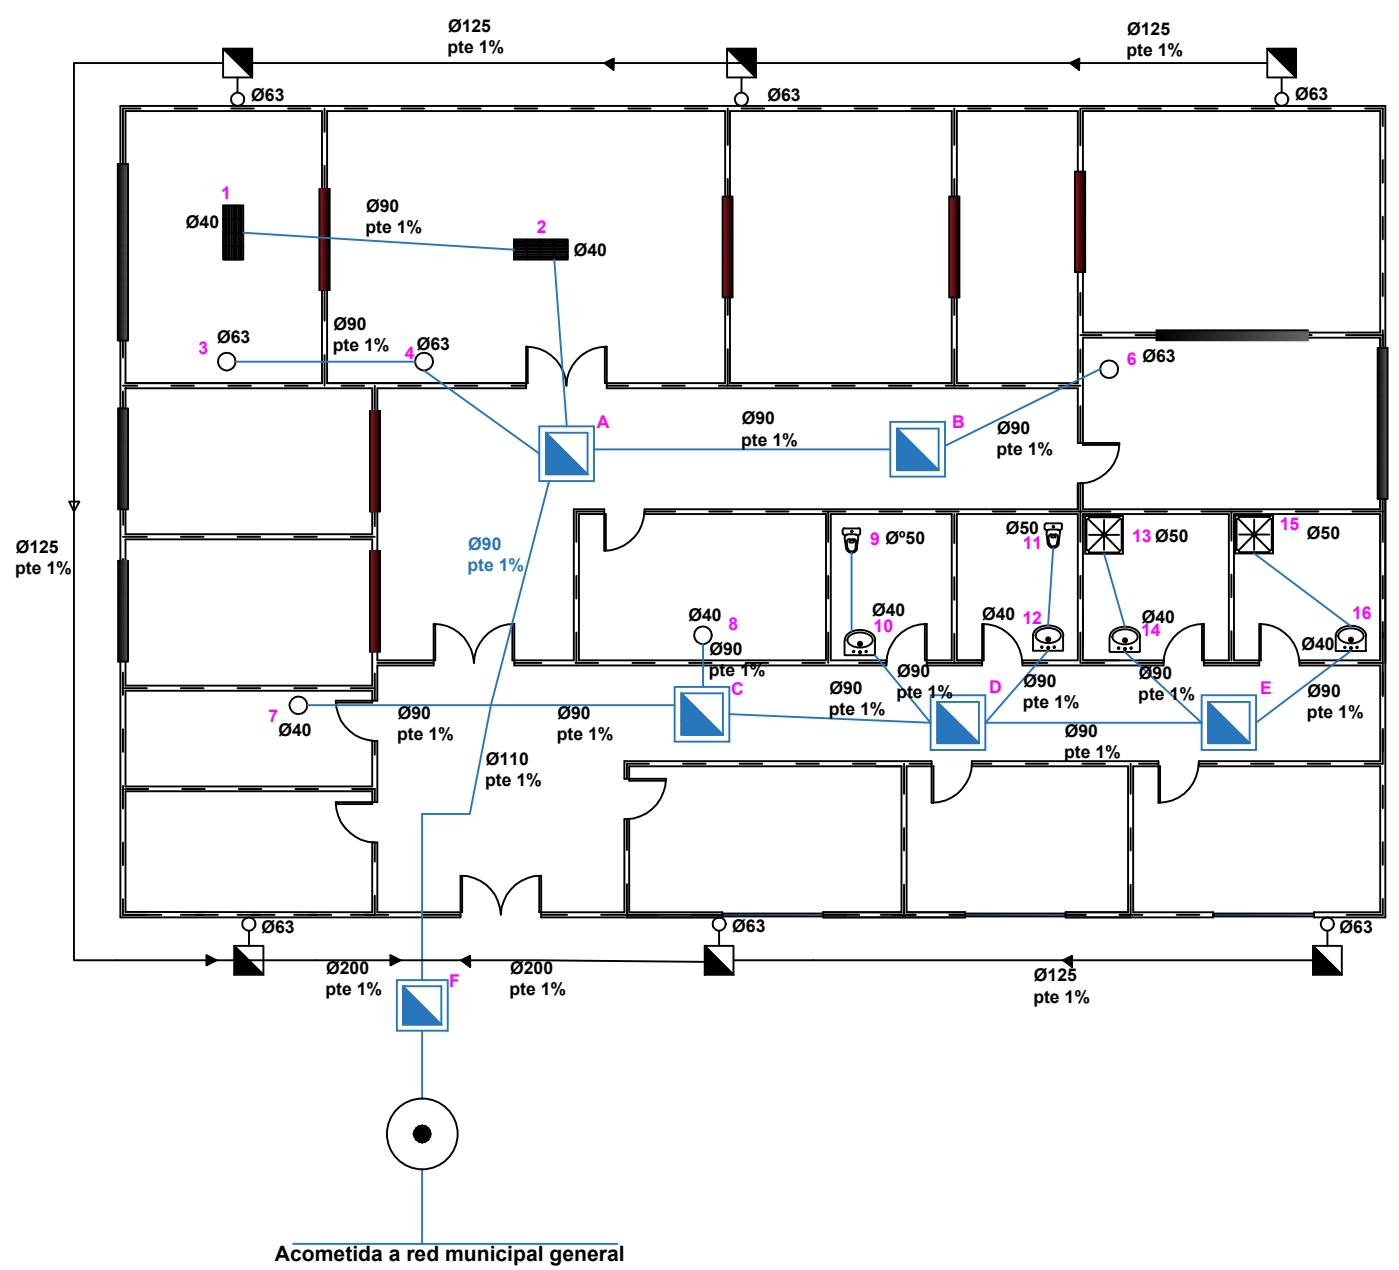 Ø125
pte 1%
Ø125
pte 1%
Ø63
Ø63
Ø63
1
Ø40
Ø90
pte 1%
2
Ø40
Ø90
pte 1%
3
Ø63
4
Ø63
6
Ø63
A
Ø90
pte 1%
B
Ø90
pte 1%
Ø125
pte 1%
Ø90
pte 1%
9
Øº50
Ø50
11
13
Ø50
15
Ø50
Ø40
8
Ø40
10
Ø40
12
Ø40
14
16
Ø40
Ø90
pte 1%
C
Ø90
pte 1%
Ø90
pte 1%
D
Ø90
pte 1%
Ø90
pte 1%
E
Ø90
pte 1%
7
Ø40
Ø90
pte 1%
Ø90
pte 1%
Ø90
pte 1%
Ø110
pte 1%
Ø63
Ø63
Ø63
Ø200
pte 1%
F
Ø200
pte 1%
Ø125
pte 1%
Acometida a red municipal general